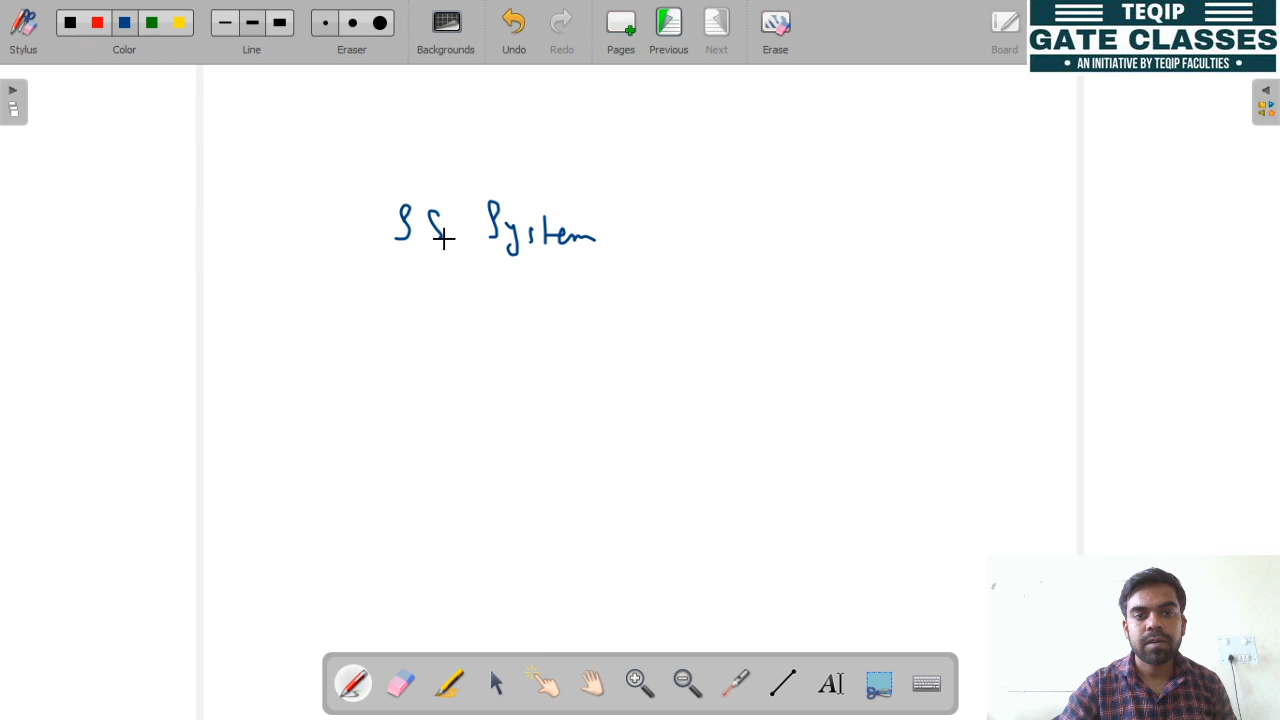 Stylus
Color
Line
Eraser
Backgrounds
Undo
Redo
Pages
Previous
Next
Erase
Board
TEQIP
GATE CLASSES
• AN INITIATIVE BY TEQIP FACULTIES •
SS System